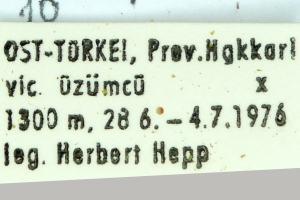 OST-TÜRKEI, Prov.Hakkari
vic. Üzümcü x
1300 m, 28 6. – 4.7.1976
leg. Herbert Hepp